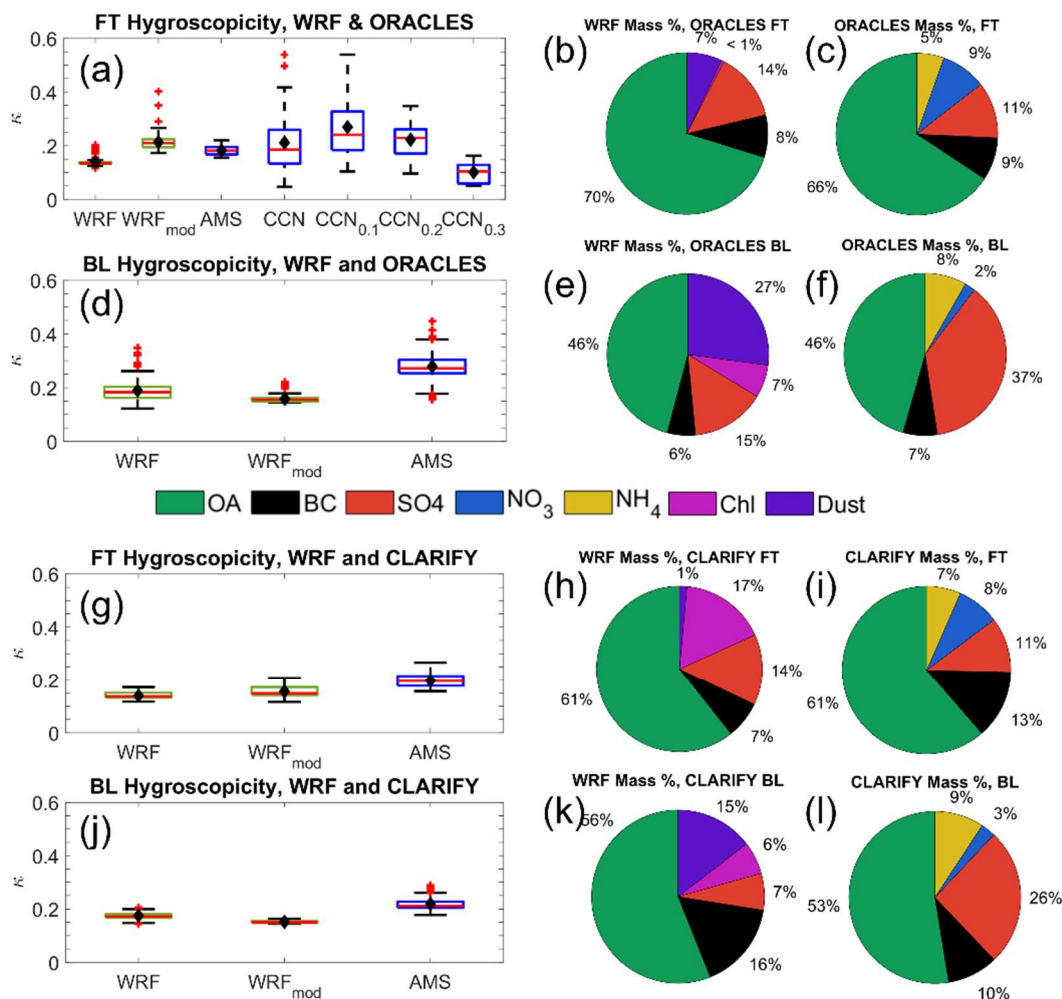 FT Hygroscopicity, WRF & ORACLES
(a)
κ
0.6
0.4
0.2
0
WRF WRFmod AMS CCN CCN0.1 CCN0.2 CCN0.3
WRF Mass %, ORACLES FT
(b)
7%
< 1%
14%
8%
70%
ORACLES Mass %, FT
(c)
5%
9%
11%
9%
66%
BL Hygroscopicity, WRF and ORACLES
(d)
κ
0.6
0.4
0.2
0
WRF WRFmod AMS
WRF Mass %, ORACLES BL
(e)
27%
46%
7%
15%
6%
ORACLES Mass %, BL
(f)
8%
2%
46%
37%
7%
OA BC SO4 NO3 NH4 Chl Dust
FT Hygroscopicity, WRF and CLARIFY
(g)
κ
0.6
0.4
0.2
0
WRF WRFmod AMS
WRF Mass %, CLARIFY FT
(h)
1%
17%
14%
61%
7%
CLARIFY Mass %, FT
(i)
7%
8%
11%
61%
13%
BL Hygroscopicity, WRF and CLARIFY
(j)
κ
0.6
0.4
0.2
0
WRF WRFmod AMS
WRF Mass %, CLARIFY BL
(k)
56%
15%
6%
7%
16%
CLARIFY Mass %, BL
(l)
9%
3%
26%
53%
10%